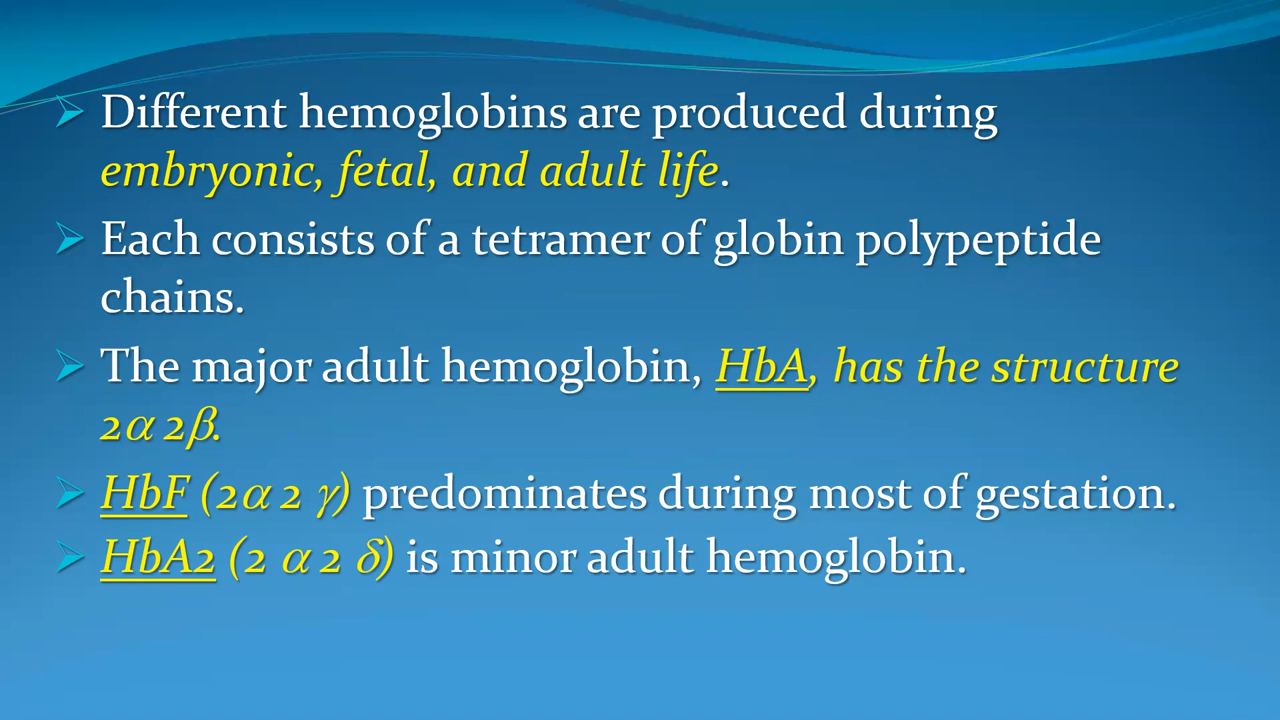 ➢ Different hemoglobins are produced during
embryonic, fetal, and adult life.
➢ Each consists of a tetramer of globin polypeptide
chains.
➢ The major adult hemoglobin, HbA, has the structure
2α 2β.
➢ HbF (2α 2 γ) predominates during most of gestation.
➢ HbA2 (2 α 2 δ) is minor adult hemoglobin.